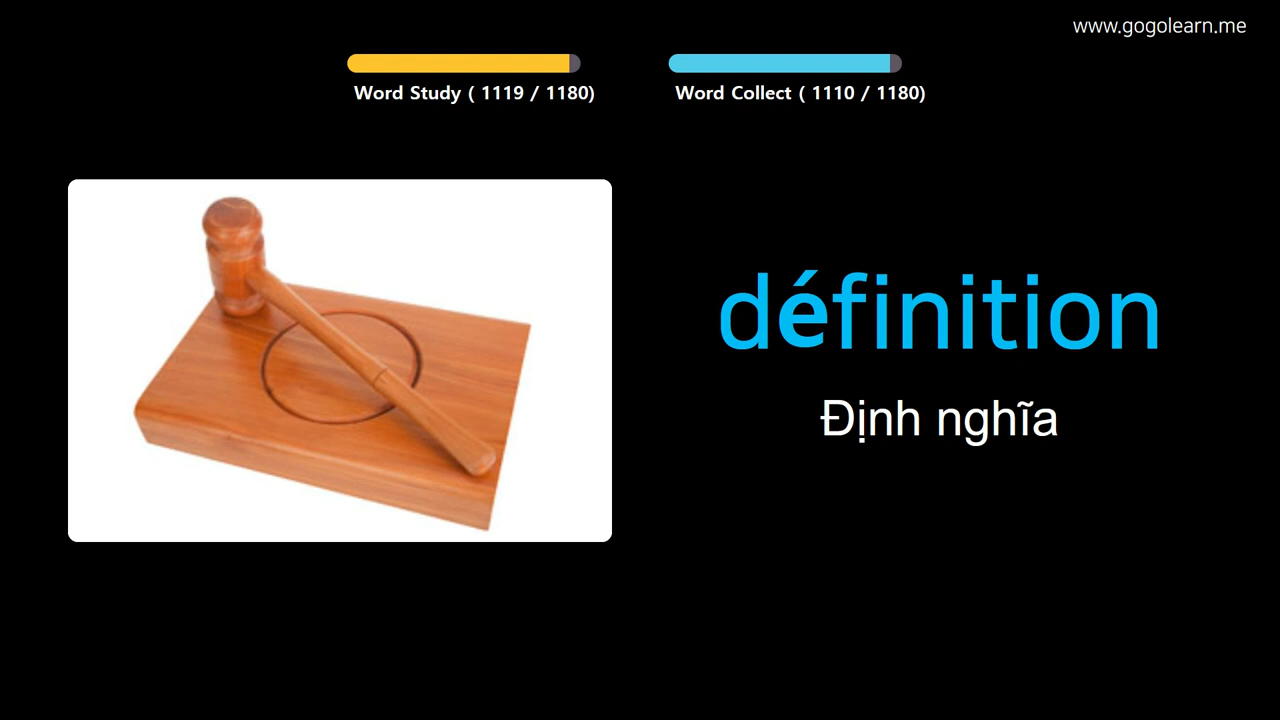 www.gogolearn.me
Word Study ( 1119 / 1180)
Word Collect ( 1110 / 1180)
définition
Định nghĩa